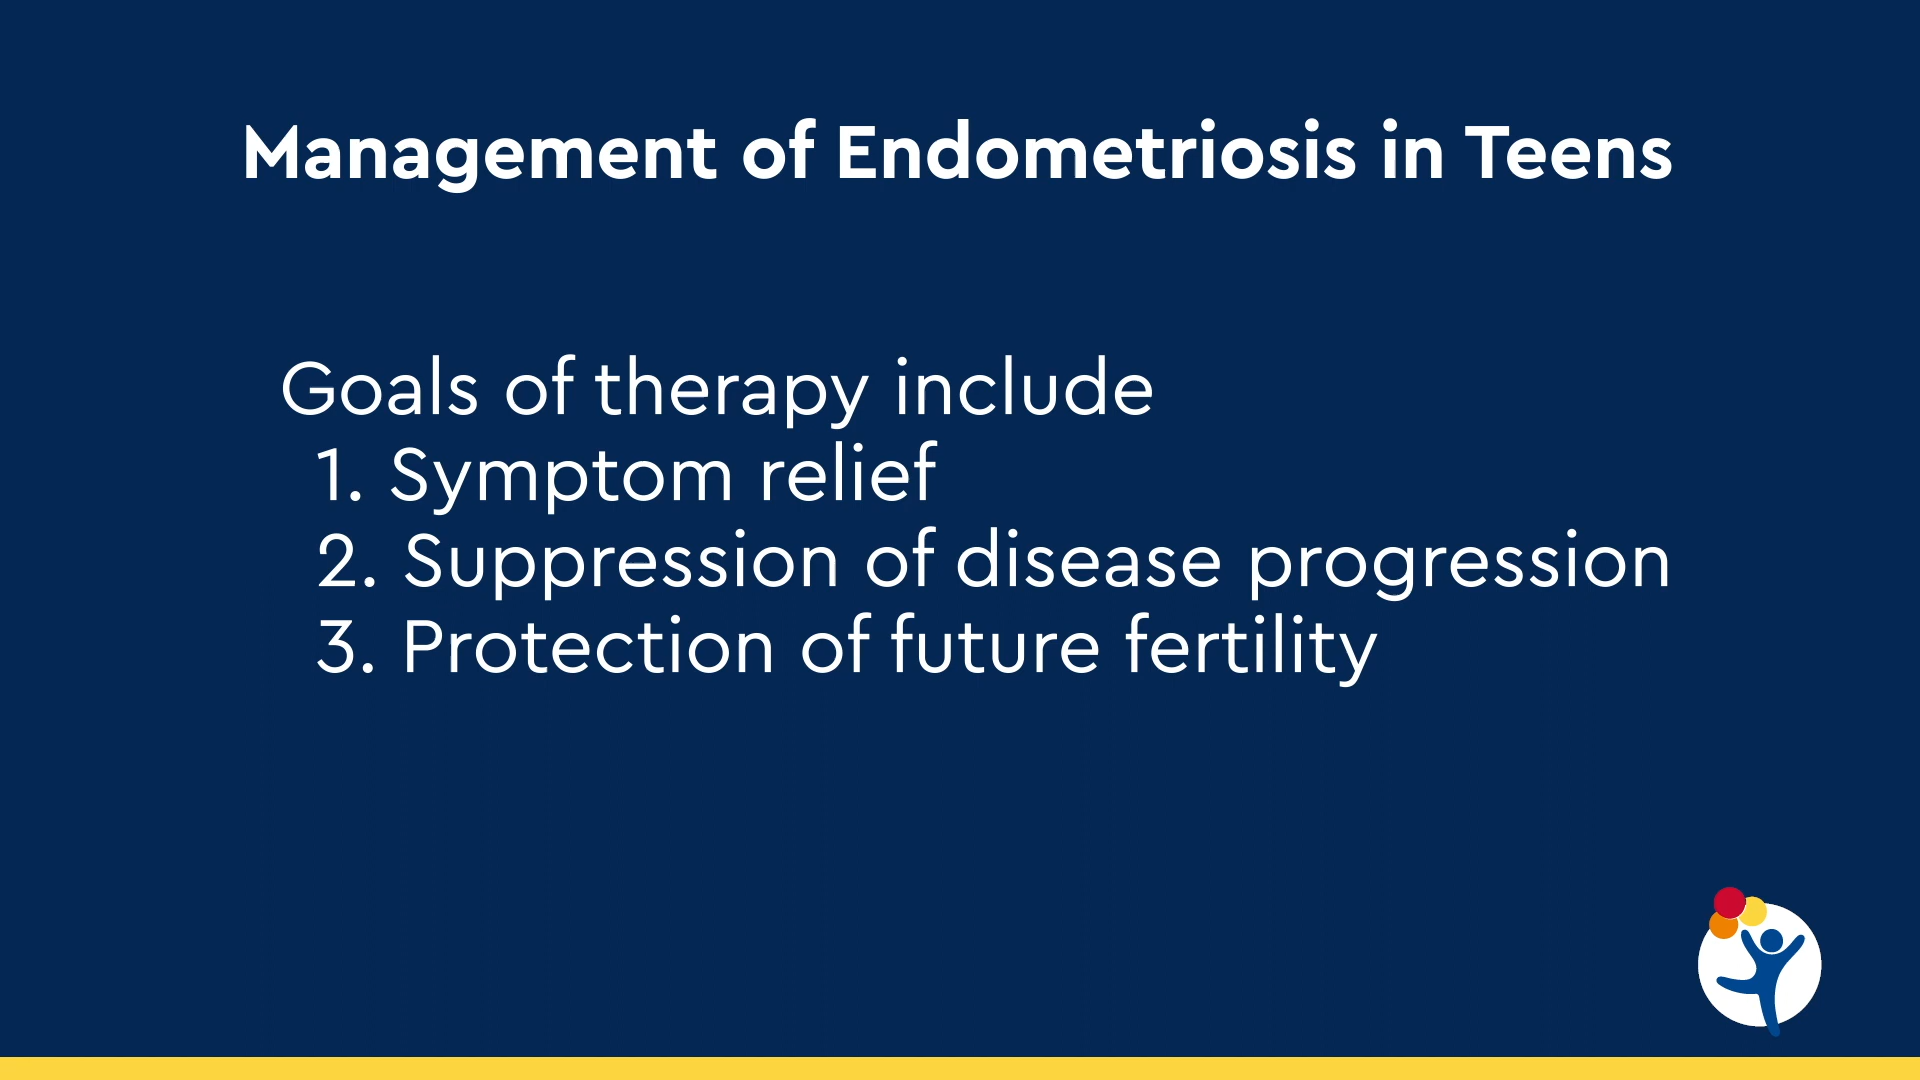 Management of Endometriosis in Teens
Goals of therapy include
1. Symptom relief
2. Suppression of disease progression
3. Protection of future fertility